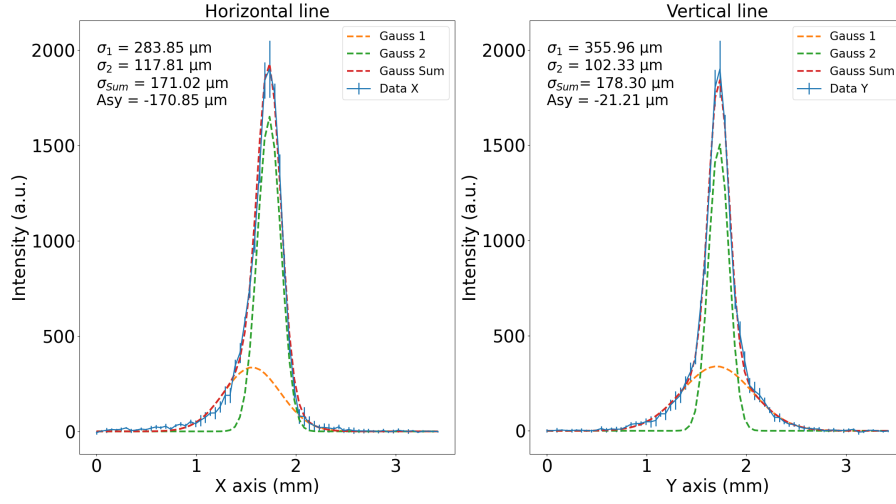 Horizontal line
σ1 = 283.85 μm
σ2 = 117.81 μm
σSum = 171.02 μm
Asy = -170.85 μm
Gauss 1
Gauss 2
Gauss Sum
Data X
Intensity (a.u.)
2000
1500
1000
500
0
0 1 2 3
X axis (mm)
Vertical line
σ1 = 355.96 μm
σ2 = 102.33 μm
σSum= 178.30 μm
Asy = -21.21 μm
Gauss 1
Gauss 2
Gauss Sum
Data Y
Intensity (a.u.)
2000
1500
1000
500
0
0 1 2 3
Y axis (mm)